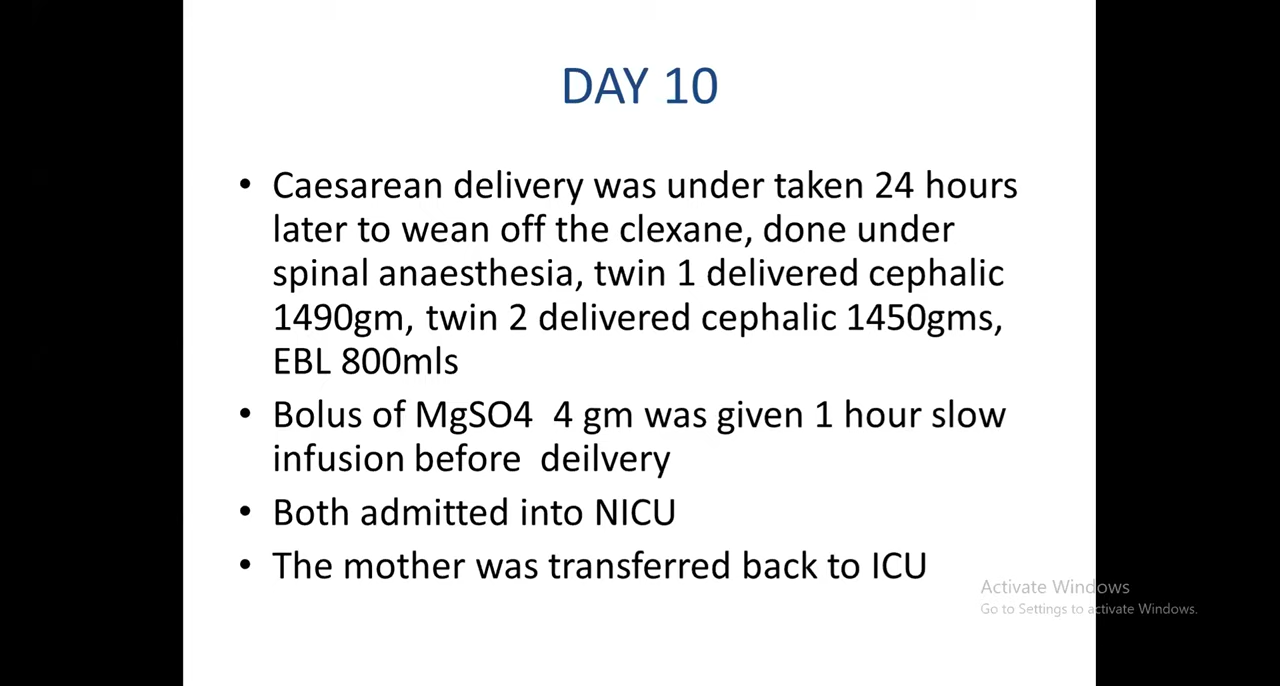 DAY 10
• Caesarean delivery was under taken 24 hours
later to wean off the clexane, done under
spinal anaesthesia, twin 1 delivered cephalic
1490gm, twin 2 delivered cephalic 1450gms,
EBL 800mls
• Bolus of MgSO4  4 gm was given 1 hour slow
infusion before  deilvery
• Both admitted into NICU
• The mother was transferred back to ICU
Activate Windows
Go to Settings to activate Windows.